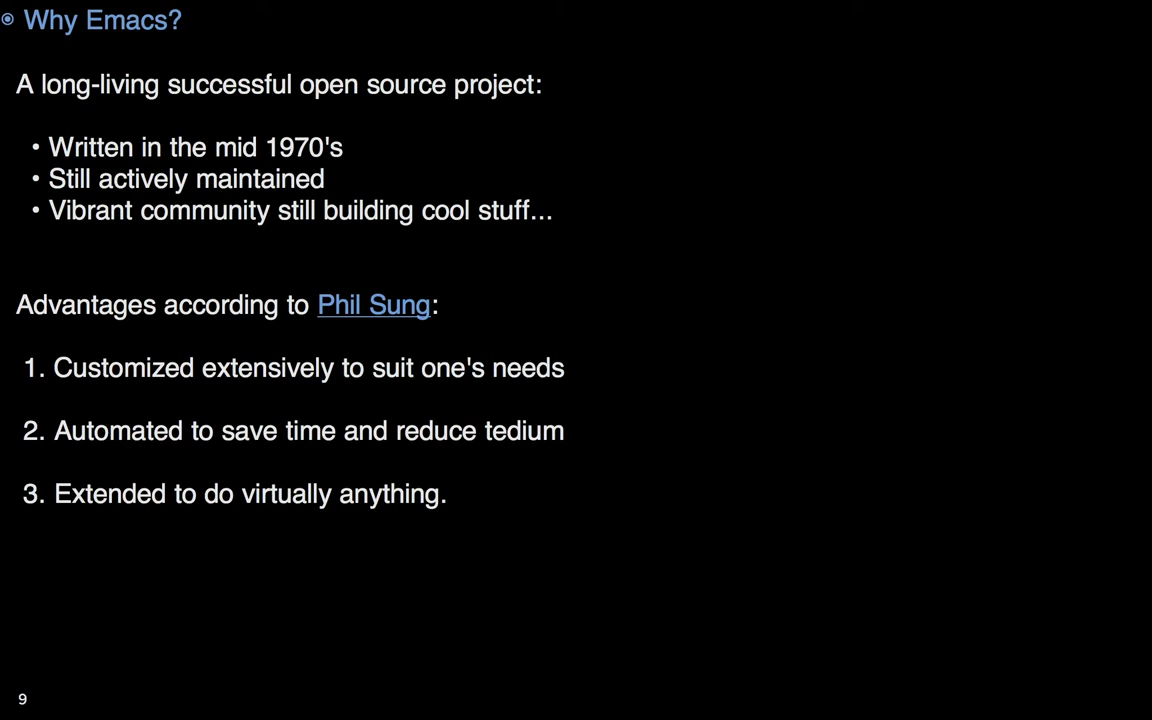 Why Emacs?
A long-living successful open source project:
• Written in the mid 1970's
• Still actively maintained
• Vibrant community still building cool stuff...
Advantages according to Phil Sung:
1. Customized extensively to suit one's needs
2. Automated to save time and reduce tedium
3. Extended to do virtually anything.
9